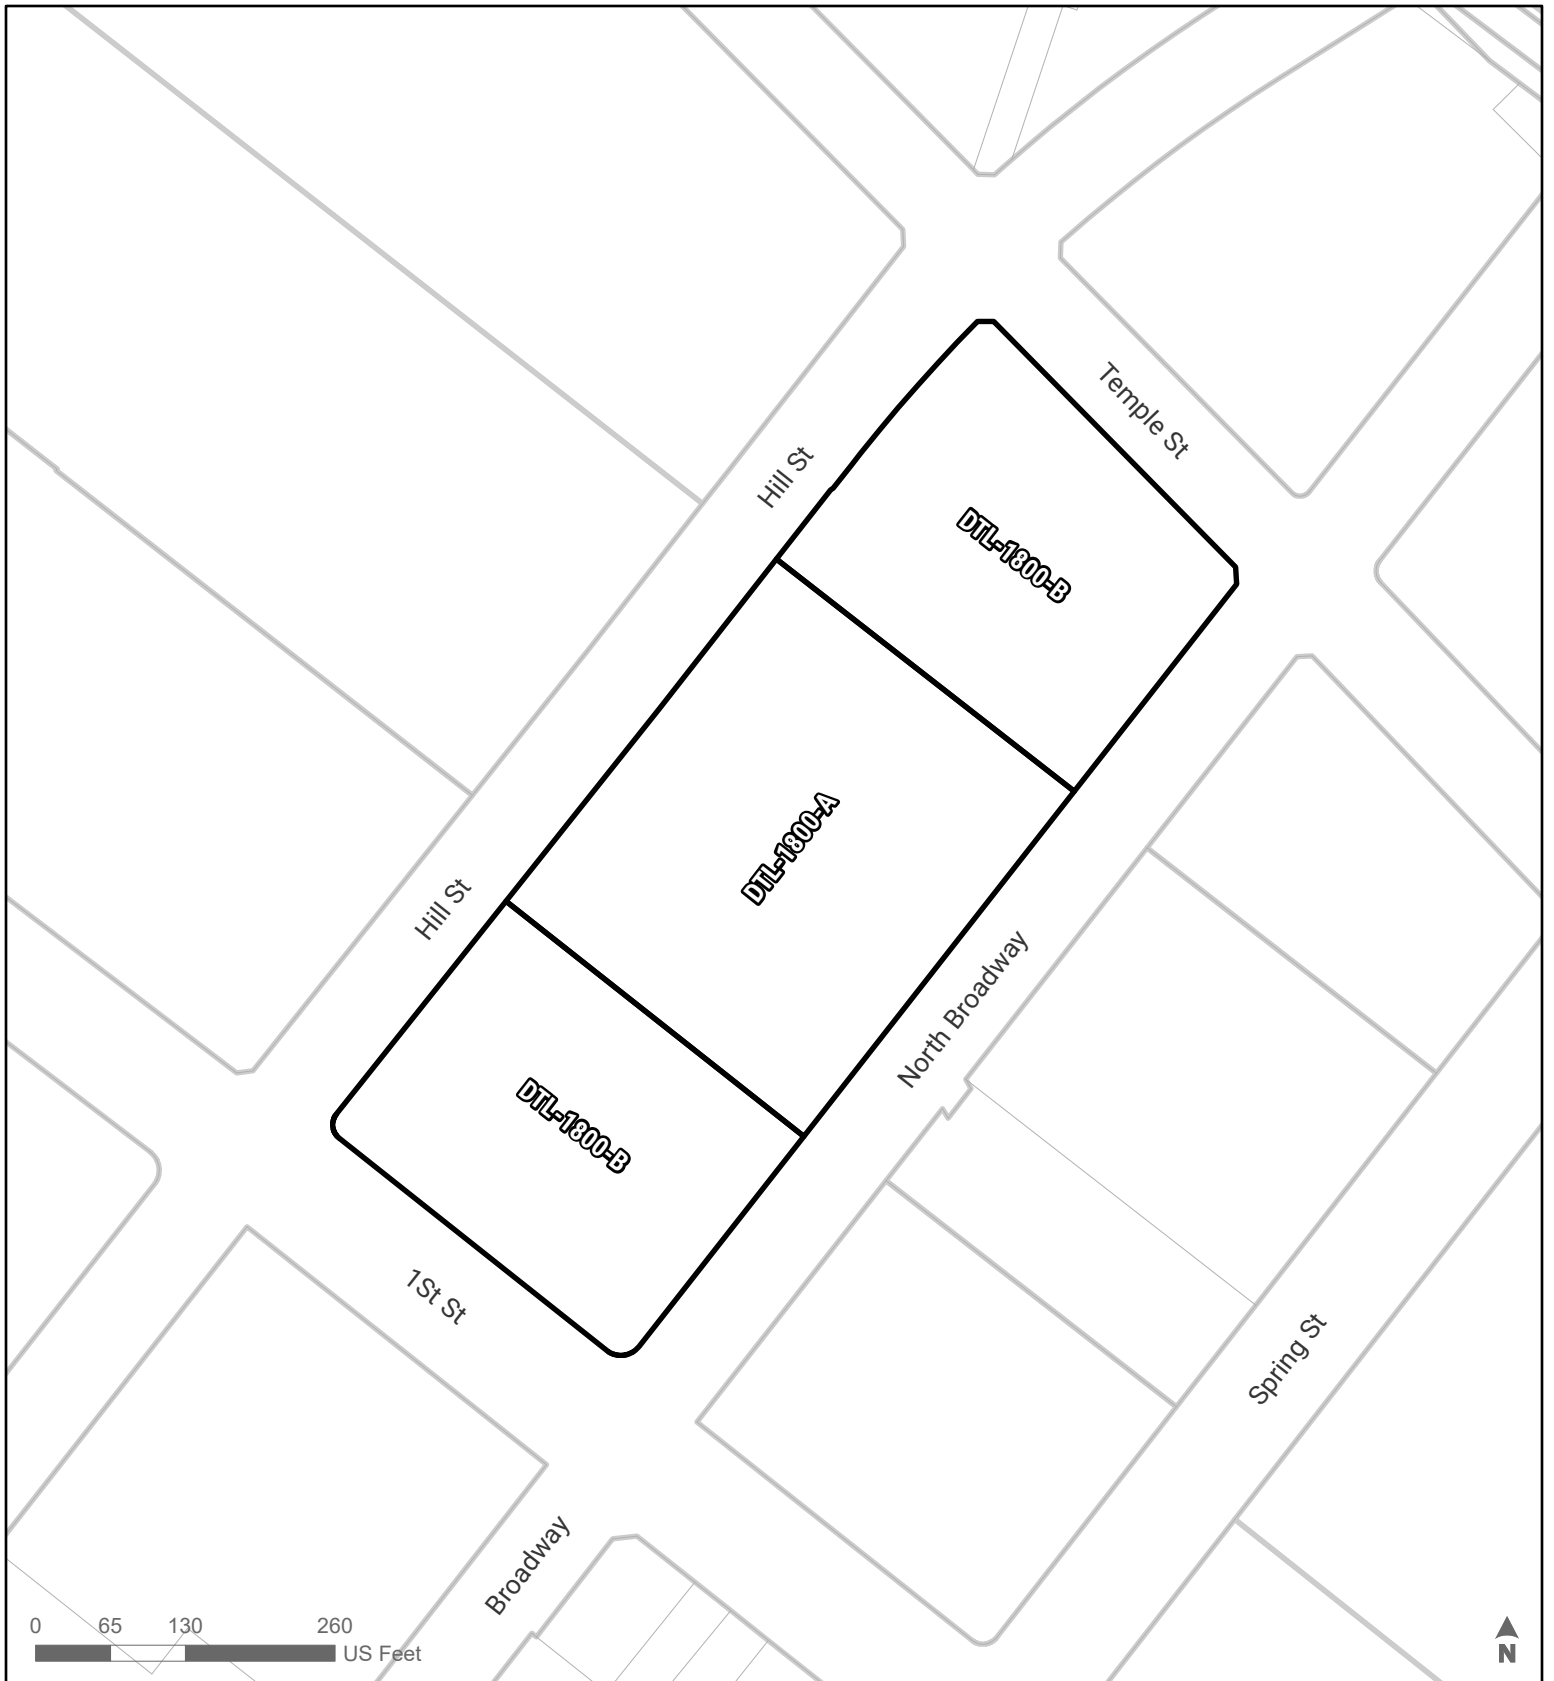 Temple St
Hill St
DTL-1800-B
DTL-1800-A
Hill St
North Broadway
DTL-1800-B
1St St
Spring St
Broadway
0 65 130 260
US Feet
N